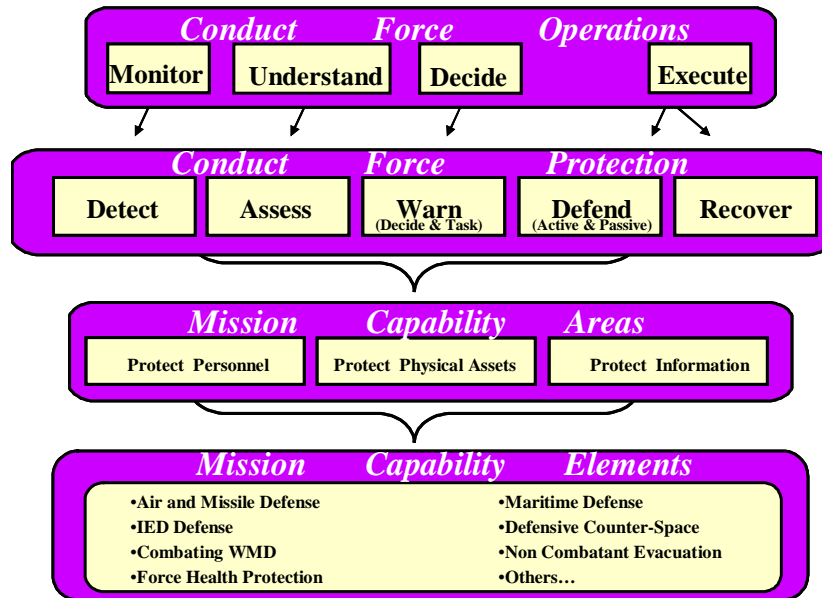 Conduct Force Operations
Monitor Understand Decide Execute
Conduct Force Protection
Detect Assess Warn Defend Recover
(Decide & Task) (Active & Passive)
Mission Capability Areas
Protect Personnel Protect Physical Assets Protect Information
Mission Capability Elements
•Air and Missile Defense
•IED Defense
•Combating WMD
•Force Health Protection
•Maritime Defense
•Defensive Counter-Space
•Non Combatant Evacuation
•Others…